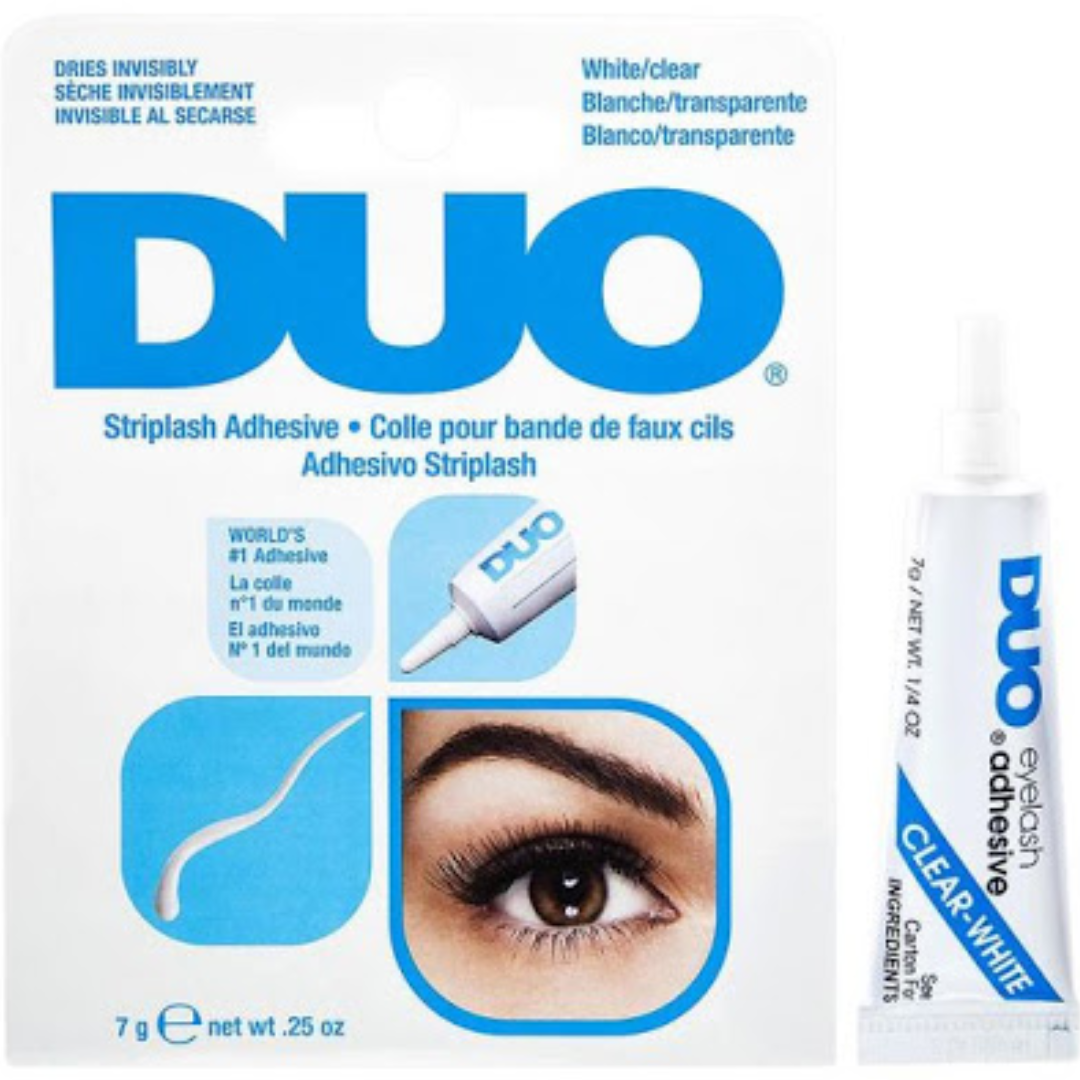 DRIES INVISIBLY
SÈCHE INVISIBLEMENT
INVISIBLE AL SECARSE
White/clear
Blanche/transparente
Blanco/transparente
DUO®
Striplash Adhesive • Colle pour bande de faux cils
Adhesivo Striplash
WORLD'S
#1 Adhesive
La colle
n°1 du monde
El adhesivo
Nº 1 del mundo
DUO
7 g ℮ net wt .25 oz
DUO®
eyelash
adhesive
7g / NET WT. 1/4 OZ
CLEAR-WHITE
See
Carton For
INGREDIENTS